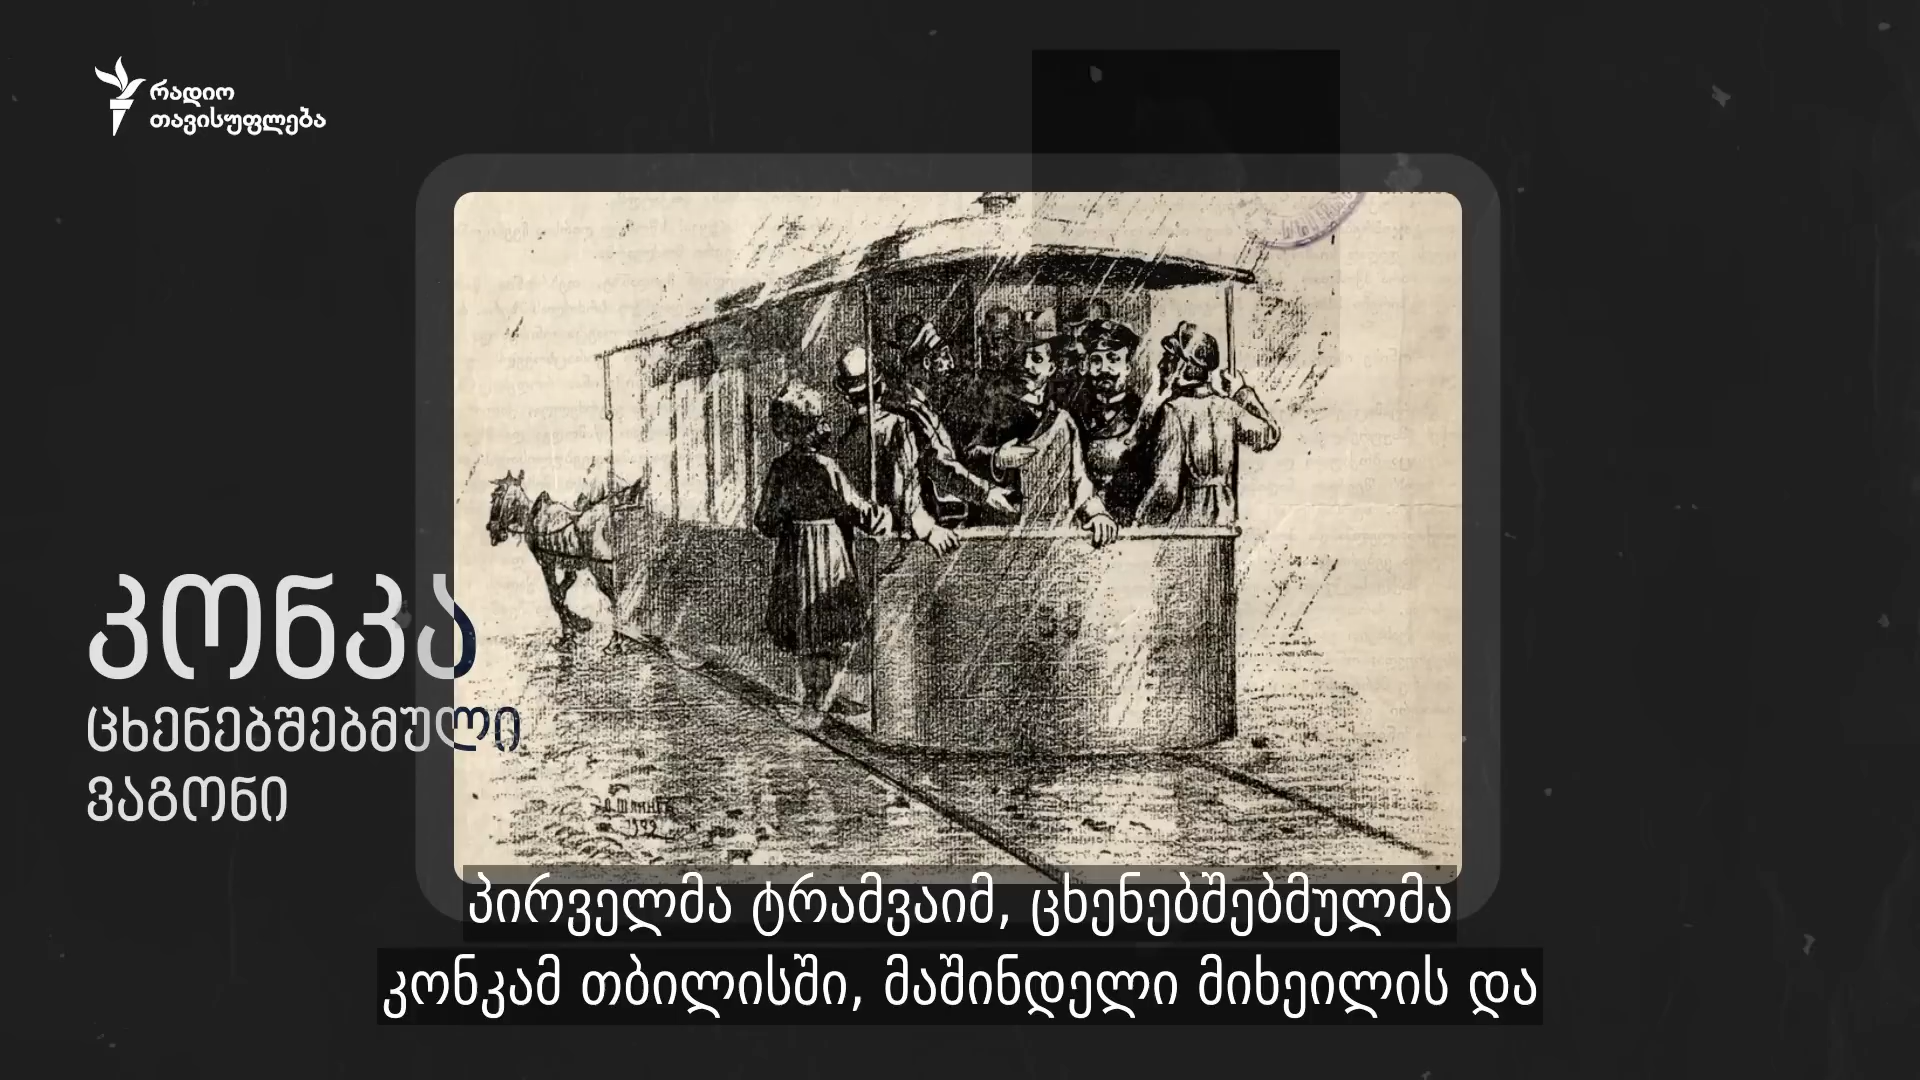 რადიო
თავისუფლება
კონკა
ცხენებშებმული
ვაგონი
პირველმა ტრამვაიმ, ცხენებშებმულმა
კონკამ თბილისში, მაშინდელი მიხეილის და